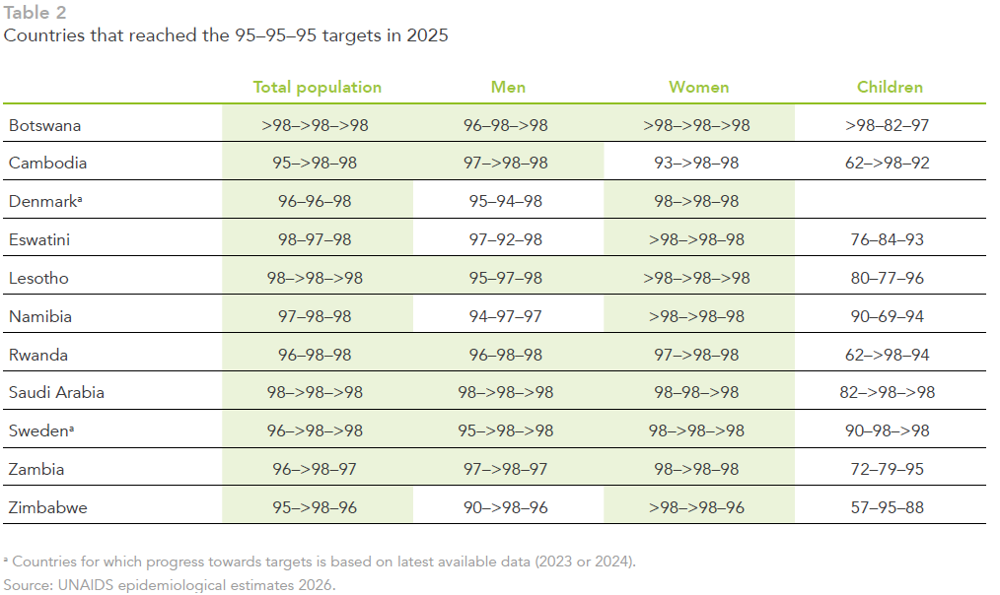 Table 2
Countries that reached the 95–95–95 targets in 2025
Total population Men Women Children
Botswana >98–>98–>98 96–98–>98 >98–>98–>98 >98–82–97
Cambodia 95–>98–98 97–>98–98 93–>98–98 62–>98–92
Denmarkᵃ 96–96–98 95–94–98 98–>98–98
Eswatini 98–97–98 97–92–98 >98–>98–98 76–84–93
Lesotho 98–>98–>98 95–97–98 >98–>98–>98 80–77–96
Namibia 97–98–98 94–97–97 >98–>98–98 90–69–94
Rwanda 96–98–98 96–98–98 97–>98–98 62–>98–94
Saudi Arabia 98–>98–>98 98–>98–>98 98–98–>98 82–>98–>98
Swedenᵃ 96–>98–>98 95–>98–>98 98–>98–>98 90–98–>98
Zambia 96–>98–97 97–>98–97 98–>98–98 72–79–95
Zimbabwe 95–>98–96 90–>98–96 >98–>98–96 57–95–88
ᵃ Countries for which progress towards targets is based on latest available data (2023 or 2024).
Source: UNAIDS epidemiological estimates 2026.